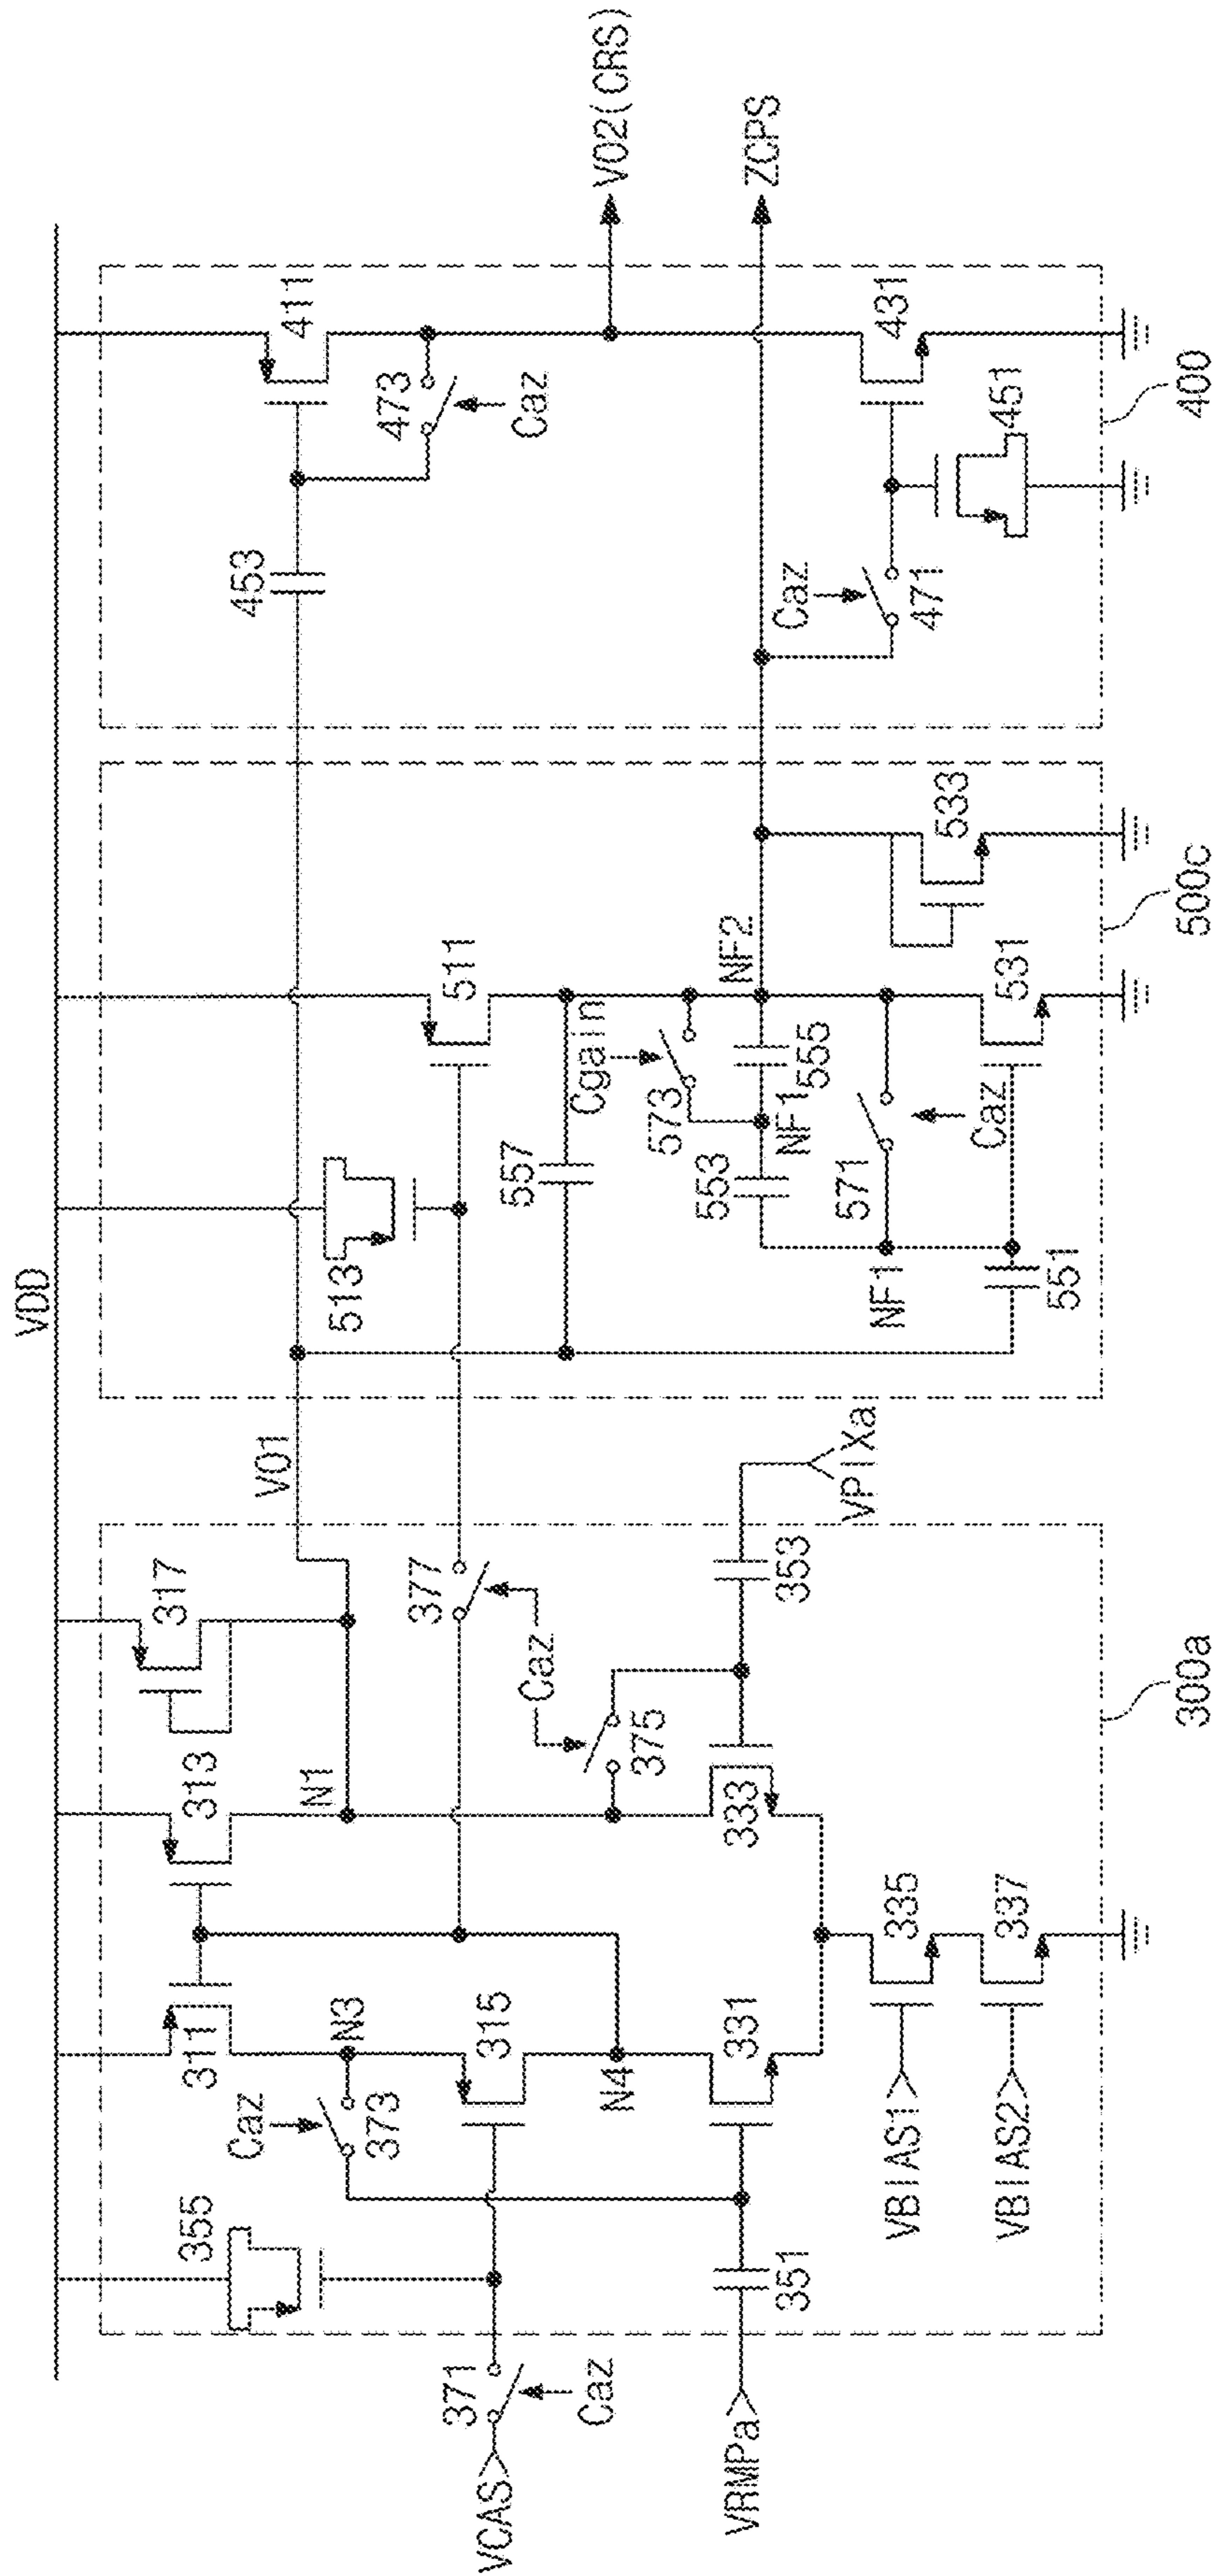 VDD
355
371
VCAS
Caz
351
VRMPa
311
Caz
373
N3
315
N4
331
VBIAS1
VBIAS2
335
337
313
N1
317
333
375
Caz
377
353
VPIXa
300a
VO1
513
511
557
Cgain
573
553
NF1
555
NF2
571
NF1
Caz
551
531
533
500c
453
411
473
Caz
Caz
471
451
431
400
VO2(CRS)
ZCPS